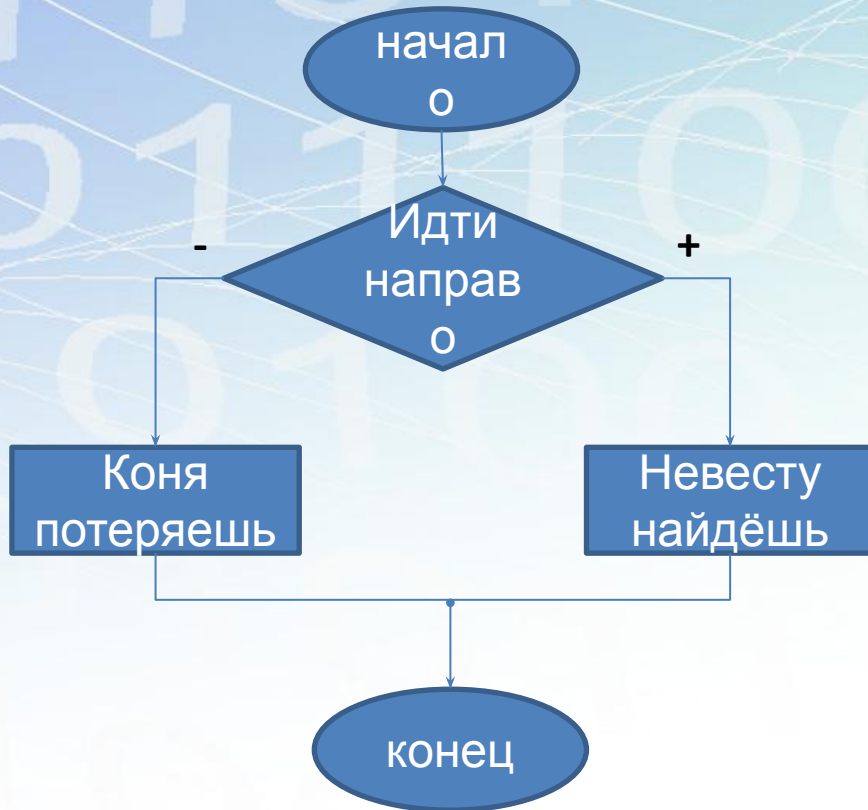 начал
о
Идти
направ
о
-
+
Коня
потеряешь
Невесту
найдёшь
конец